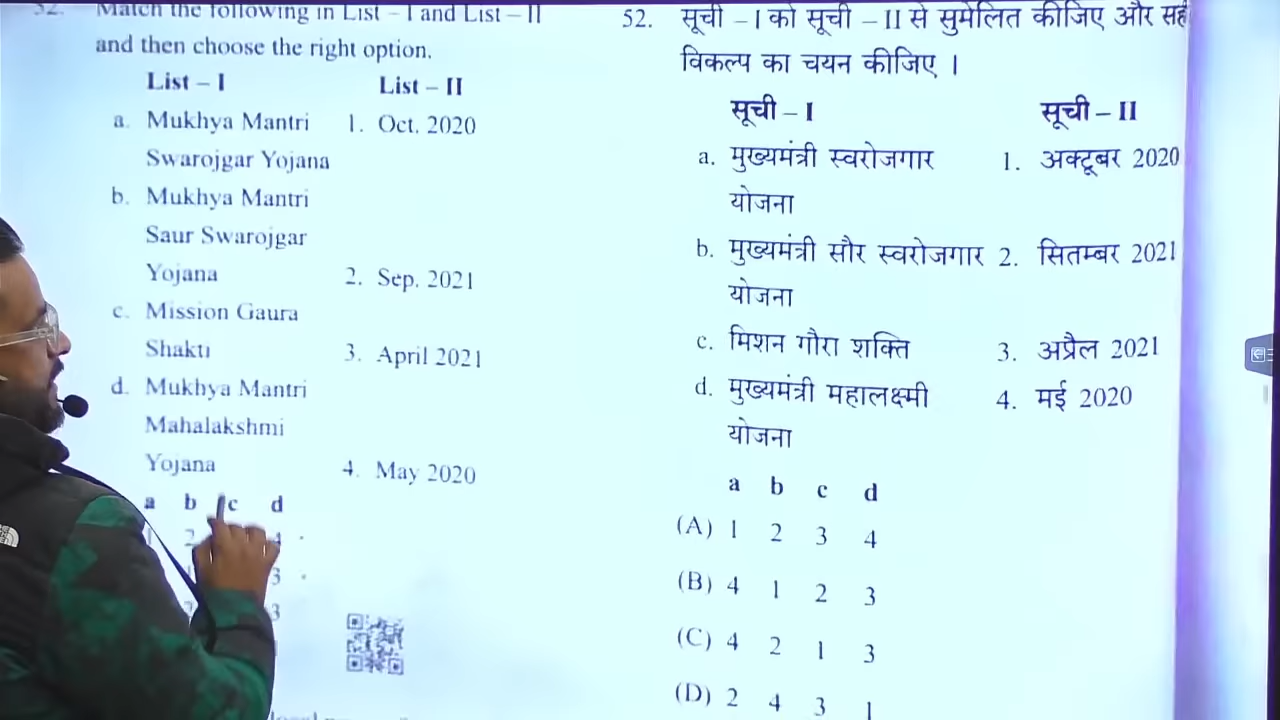 52. Match the following in List – I and List – II
and then choose the right option.
List – I List – II
a. Mukhya Mantri 1. Oct. 2020
Swarojgar Yojana
b. Mukhya Mantri
Saur Swarojgar
Yojana 2. Sep. 2021
c. Mission Gaura
Shakti 3. April 2021
d. Mukhya Mantri
Mahalakshmi
Yojana 4. May 2020
a b c d
2 4
3
3
52. सूची – I को सूची – II से सुमेलित कीजिए और
विकल्प का चयन कीजिए ।
सूची – I सूची – II
a. मुख्यमंत्री स्वरोजगार 1. अक्टूबर 2020
योजना
b. मुख्यमंत्री सौर स्वरोजगार 2. सितम्बर 2021
योजना
c. मिशन गौरा शक्ति 3. अप्रैल 2021
d. मुख्यमंत्री महालक्ष्मी 4. मई 2020
योजना
a b c d
(A) 1 2 3 4
(B) 4 1 2 3
(C) 4 2 1 3
(D) 2 4 3 1